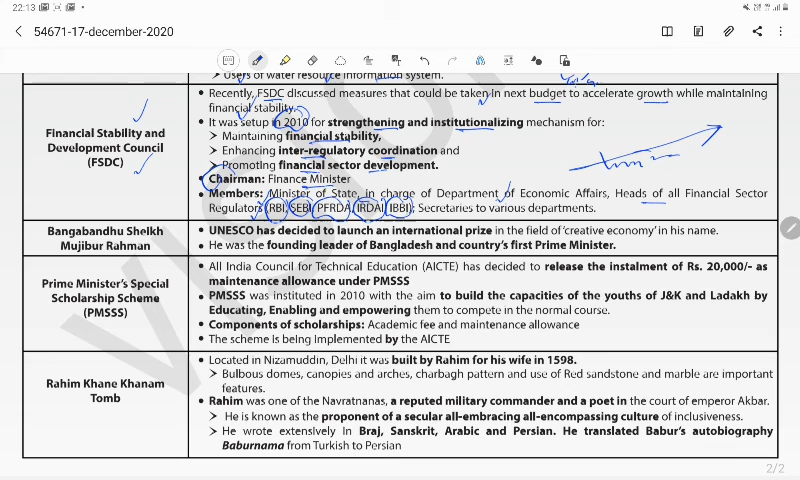 22:13
54671-17-december-2020
Users of water resource information system.
Financial Stability and
Development Council
(FSDC)
• Recently, FSDC discussed measures that could be taken in next budget to accelerate growth while maintaining
financial stability.
• It was setup in 2010 for strengthening and institutionalizing mechanism for:
➢ Maintaining financial stability,
➢ Enhancing inter-regulatory coordination and
➢ Promoting financial sector development.
• Chairman: Finance Minister
• Members: Minister of State, in charge of Department of Economic Affairs, Heads of all Financial Sector
Regulators (RBI, SEBI, PFRDA, IRDAI, IBBI); Secretaries to various departments.
Bangabandhu Sheikh
Mujibur Rahman
• UNESCO has decided to launch an international prize in the field of 'creative economy' in his name.
• He was the founding leader of Bangladesh and country's first Prime Minister.
Prime Minister's Special
Scholarship Scheme
(PMSSS)
• All India Council for Technical Education (AICTE) has decided to release the instalment of Rs. 20,000/- as
maintenance allowance under PMSSS
• PMSSS was instituted in 2010 with the aim to build the capacities of the youths of J&K and Ladakh by
Educating, Enabling and empowering them to compete in the normal course.
• Components of scholarships: Academic fee and maintenance allowance
• The scheme is being implemented by the AICTE
Rahim Khane Khanam
Tomb
• Located in Nizamuddin, Delhi it was built by Rahim for his wife in 1598.
➢ Bulbous domes, canopies and arches, charbagh pattern and use of Red sandstone and marble are important
features.
• Rahim was one of the Navratnanas, a reputed military commander and a poet in the court of emperor Akbar.
➢ He is known as the proponent of a secular all-embracing all-encompassing culture of inclusiveness.
➢ He wrote extensively in Braj, Sanskrit, Arabic and Persian. He translated Babur's autobiography
Baburnama from Turkish to Persian
2/2